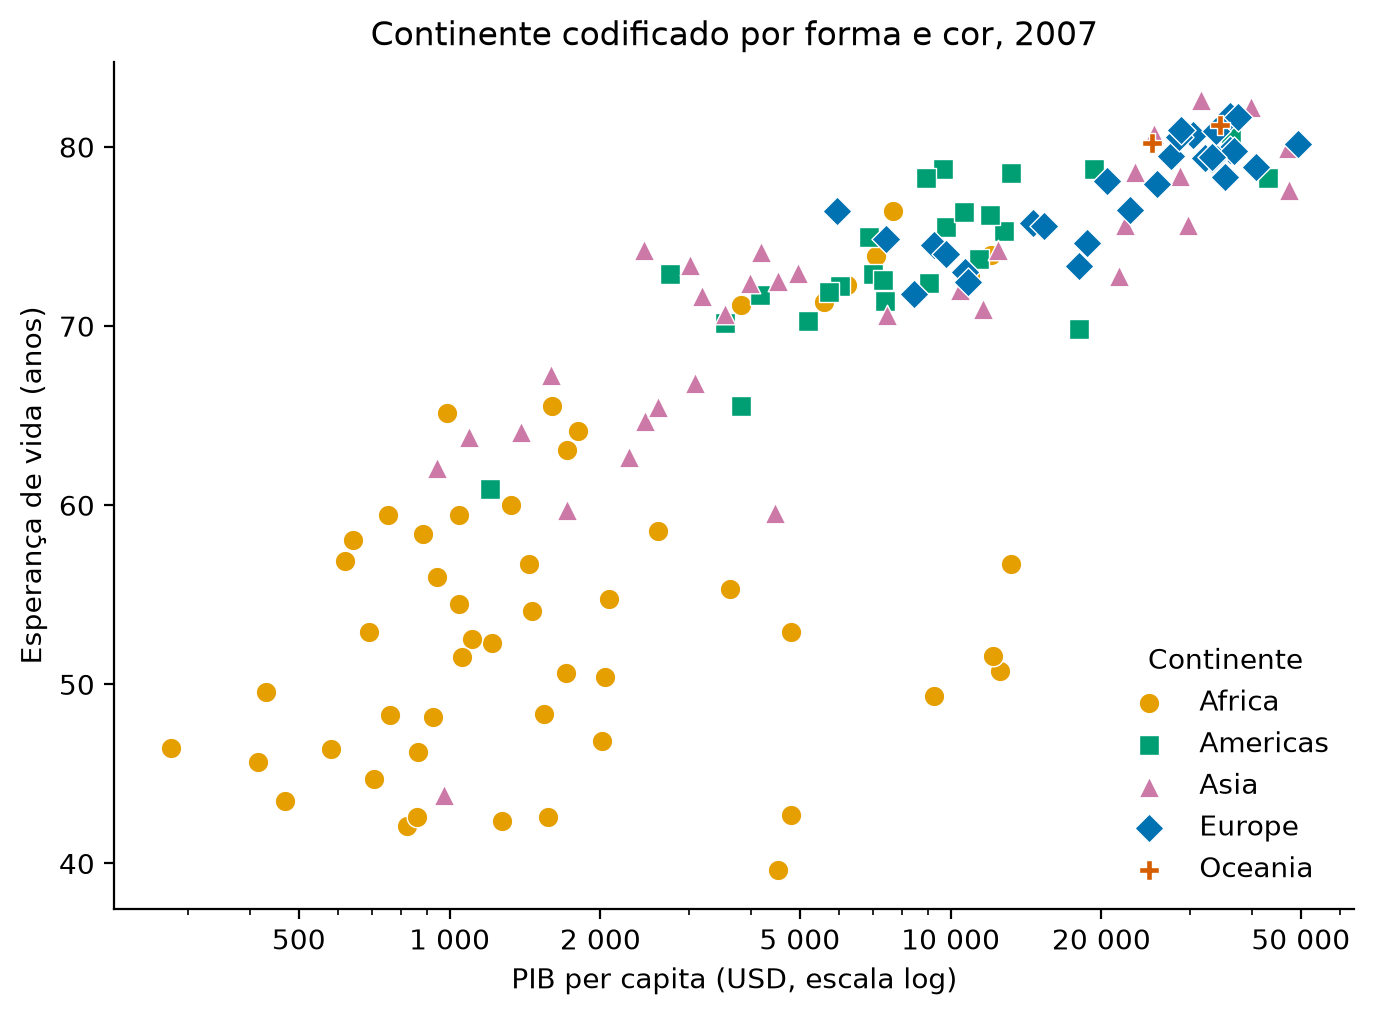 Continente codificado por forma e cor, 2007
Esperança de vida (anos)
80
70
60
50
40
Continente
Africa
Americas
Asia
Europe
Oceania
500
1 000
2 000
5 000
10 000
20 000
50 000
PIB per capita (USD, escala log)